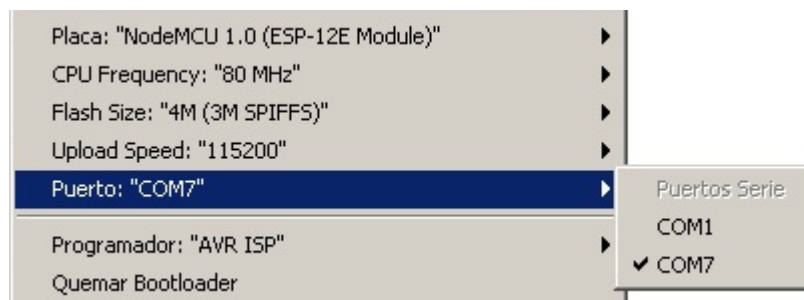 Placa: "NodeMCU 1.0 (ESP-12E Module)"
CPU Frequency: "80 MHz"
Flash Size: "4M (3M SPIFFS)"
Upload Speed: "115200"
Puerto: "COM7"
Puertos Serie
COM1
COM7
Programador: "AVR ISP"
Quemar Bootloader